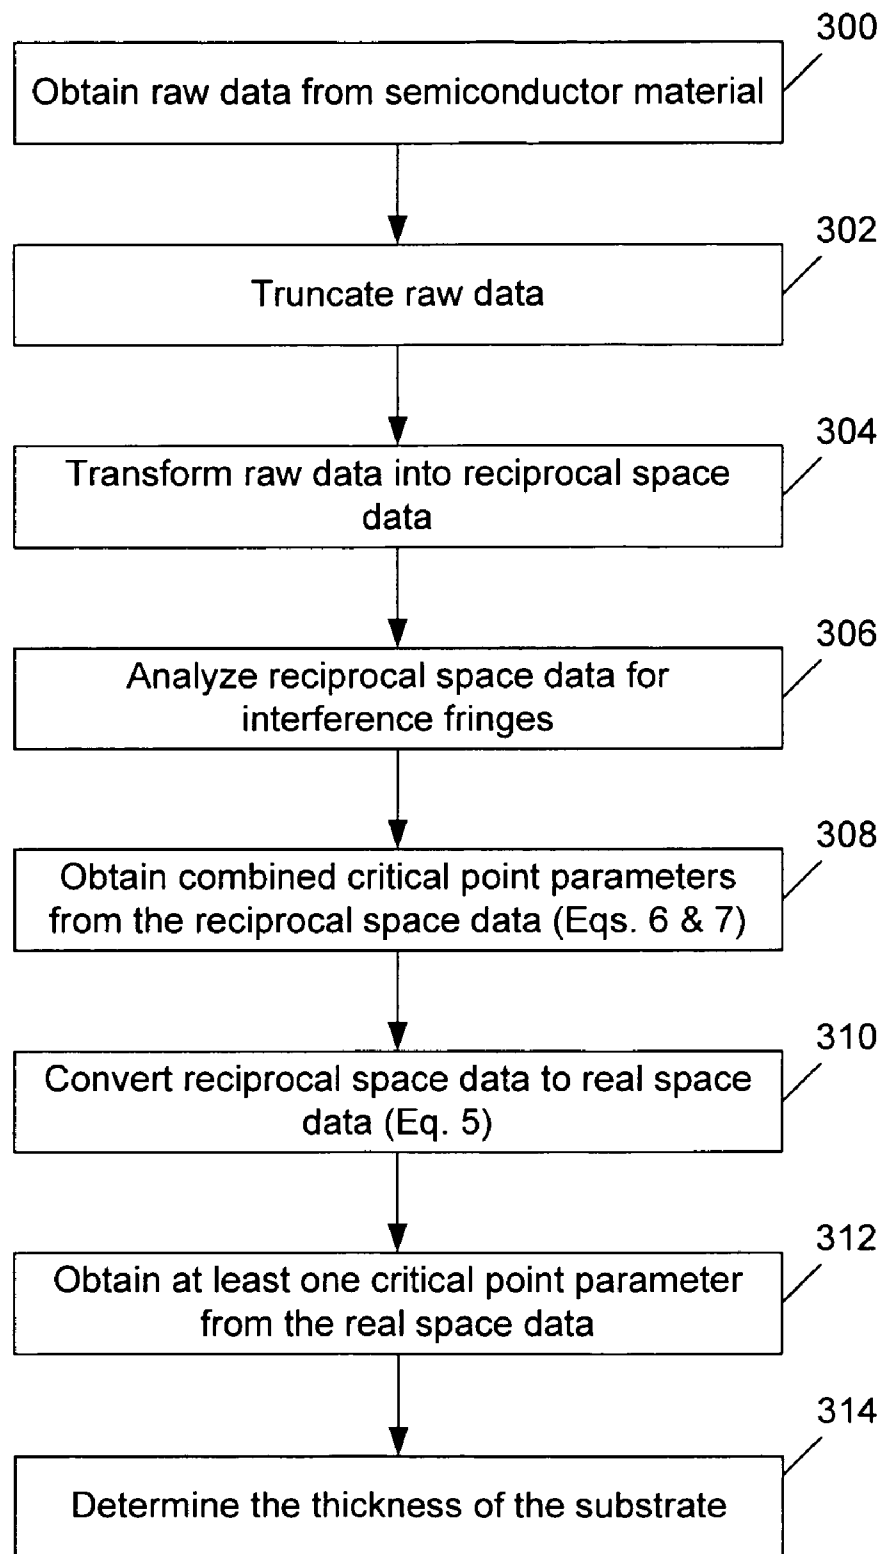 300
Obtain raw data from semiconductor material
302
Truncate raw data
304
Transform raw data into reciprocal space
data
306
Analyze reciprocal space data for
interference fringes
308
Obtain combined critical point parameters
from the reciprocal space data (Eqs. 6 & 7)
310
Convert reciprocal space data to real space
data (Eq. 5)
312
Obtain at least one critical point parameter
from the real space data
314
Determine the thickness of the substrate